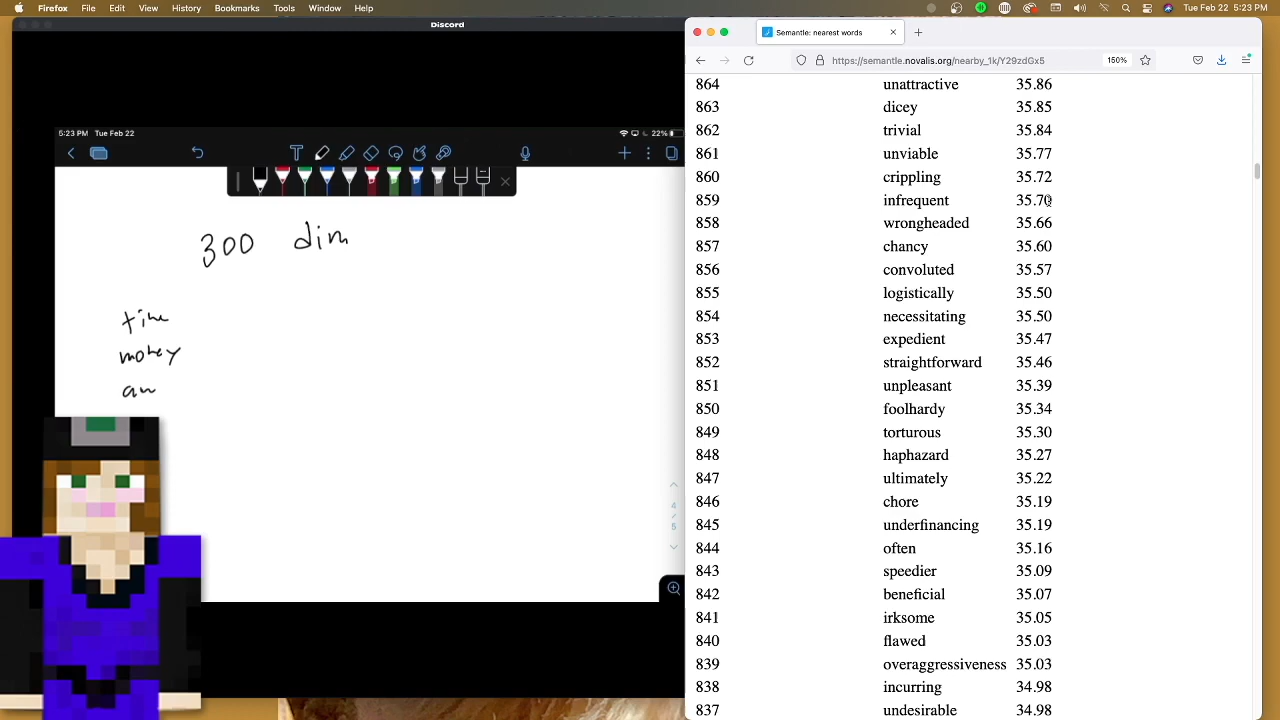 Firefox File Edit View History Bookmarks Tools Window Help
Tue Feb 22 5:23 PM
Discord
5:23 PM Tue Feb 22
22%
300 dim
time
money
an
4
/
5
Semantle: nearest words
https://semantle.novalis.org/nearby_1k/Y29zdGx5
150%
864 unattractive 35.86
863 dicey 35.85
862 trivial 35.84
861 unviable 35.77
860 crippling 35.72
859 infrequent 35.70
858 wrongheaded 35.66
857 chancy 35.60
856 convoluted 35.57
855 logistically 35.50
854 necessitating 35.50
853 expedient 35.47
852 straightforward 35.46
851 unpleasant 35.39
850 foolhardy 35.34
849 torturous 35.30
848 haphazard 35.27
847 ultimately 35.22
846 chore 35.19
845 underfinancing 35.19
844 often 35.16
843 speedier 35.09
842 beneficial 35.07
841 irksome 35.05
840 flawed 35.03
839 overaggressiveness 35.03
838 incurring 34.98
837 undesirable 34.98